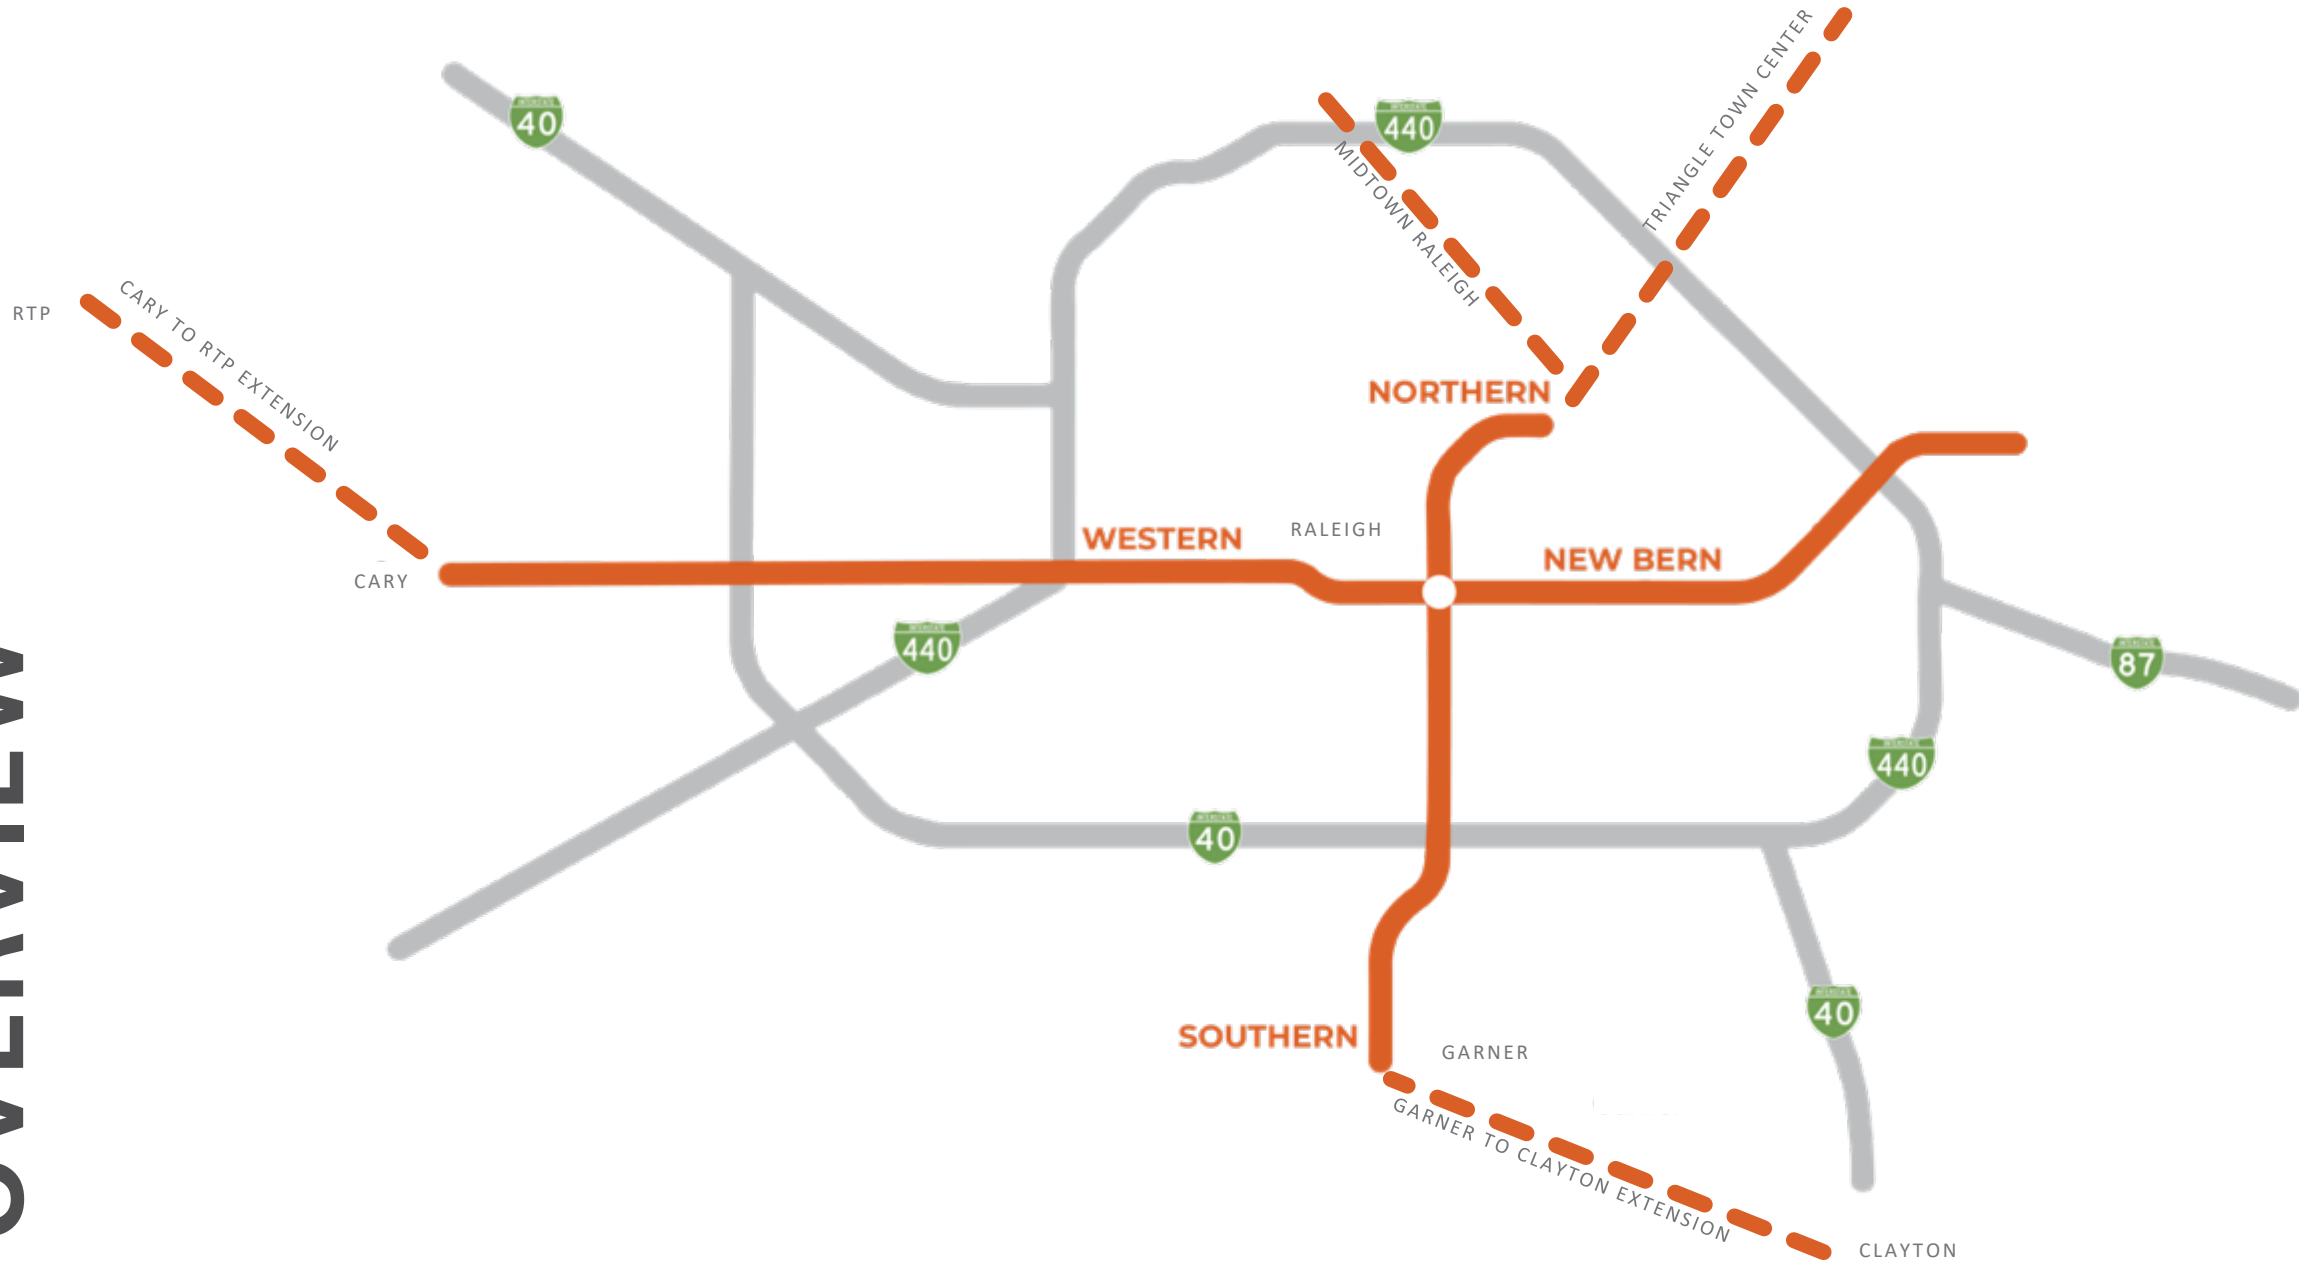 TRIANGLE TOWN CENTER
40
440
MIDTOWN RALEIGH
RTP
CARY TO RTP EXTENSION
NORTHERN
WESTERN
RALEIGH
NEW BERN
CARY
440
87
440
40
OVERVIEW
40
SOUTHERN
GARNER
GARNER TO CLAYTON EXTENSION
CLAYTON